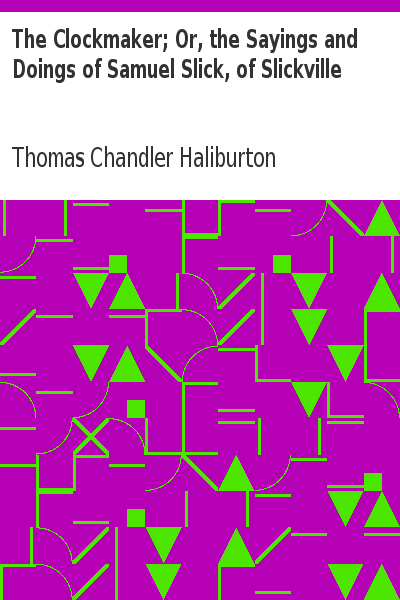 The Clockmaker; Or, the Sayings and
Doings of Samuel Slick, of Slickville
Thomas Chandler Haliburton